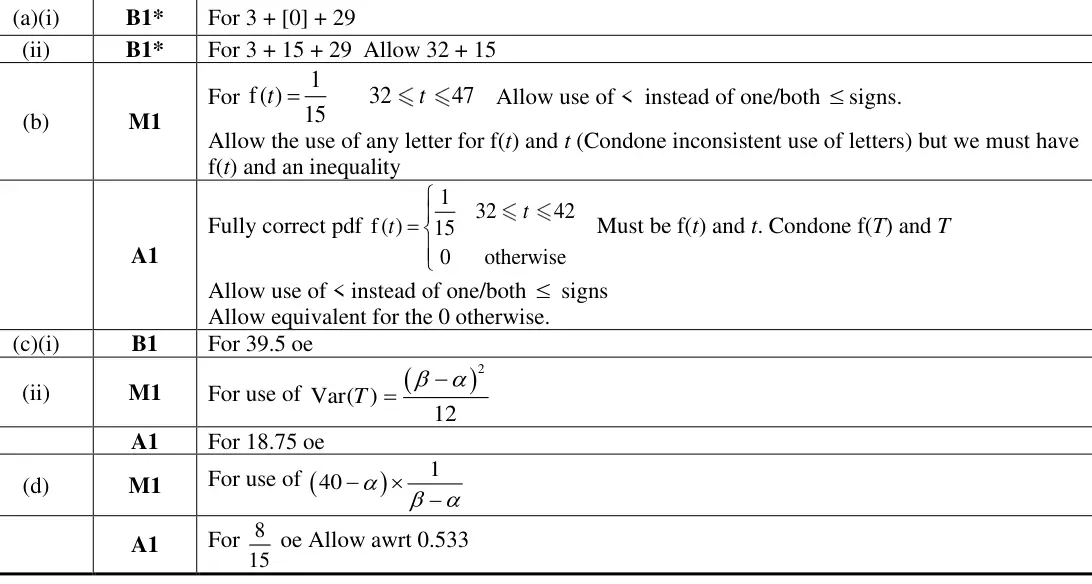 (a)(i) B1* For 3 + [0] + 29
(ii) B1* For 3 + 15 + 29 Allow 32 + 15
(b) M1 For f(t) = 1/15 32 ⩽ t ⩽47 Allow use of < instead of one/both ≤ signs.
Allow the use of any letter for f(t) and t (Condone inconsistent use of letters) but we must have
f(t) and an inequality
A1 Fully correct pdf f(t) = { 1/15 32 ⩽ t ⩽42 0 otherwise Must be f(t) and t. Condone f(T) and T
Allow use of < instead of one/both ≤ signs
Allow equivalent for the 0 otherwise.
(c)(i) B1 For 39.5 oe
(ii) M1 For use of Var(T) = (β − α)²/12
A1 For 18.75 oe
(d) M1 For use of (40 − α) × 1/(β − α)
A1 For 8/15 oe Allow awrt 0.533